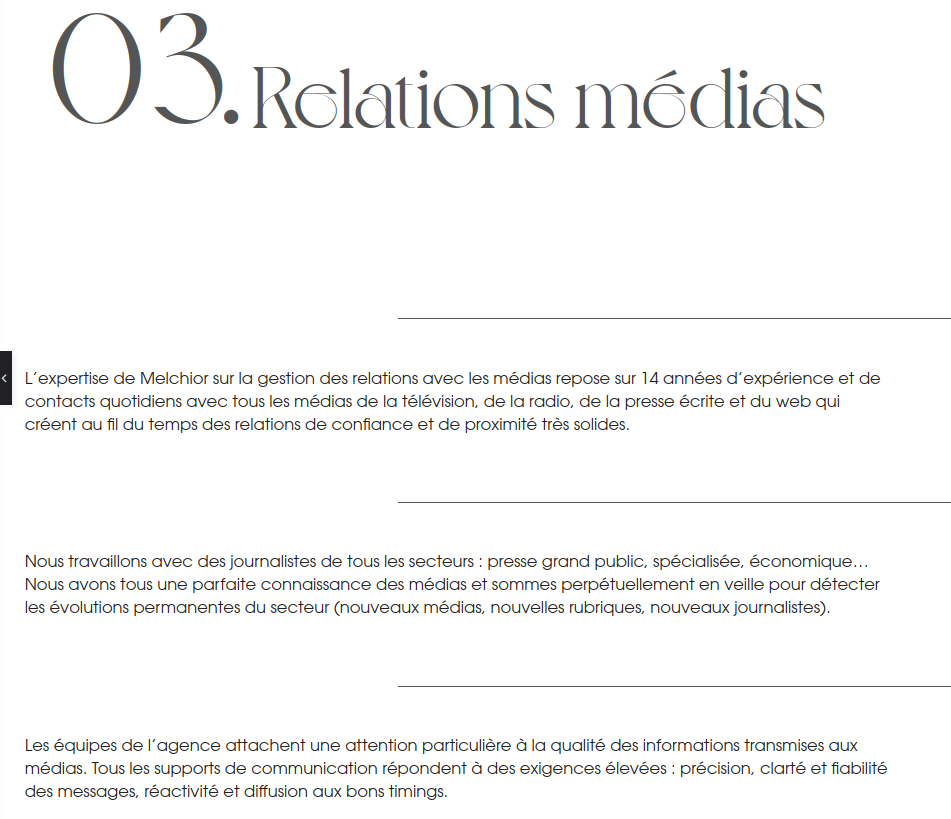 03. Relations médias
L’expertise de Melchior sur la gestion des relations avec les médias repose sur 14 années d’expérience et de
contacts quotidiens avec tous les médias de la télévision, de la radio, de la presse écrite et du web qui
créent au fil du temps des relations de confiance et de proximité très solides.
Nous travaillons avec des journalistes de tous les secteurs : presse grand public, spécialisée, économique…
Nous avons tous une parfaite connaissance des médias et sommes perpétuellement en veille pour détecter
les évolutions permanentes du secteur (nouveaux médias, nouvelles rubriques, nouveaux journalistes).
Les équipes de l’agence attachent une attention particulière à la qualité des informations transmises aux
médias. Tous les supports de communication répondent à des exigences élevées : précision, clarté et fiabilité
des messages, réactivité et diffusion aux bons timings.